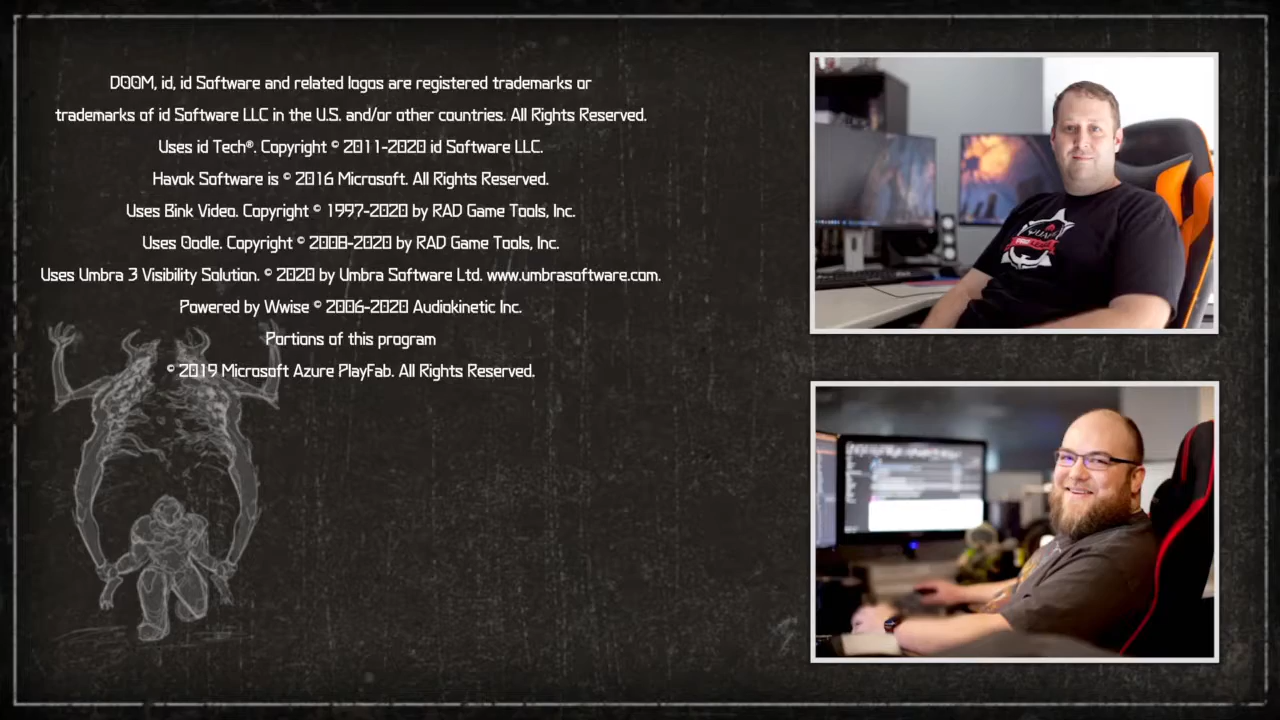 DOOM, id, id Software and related logos are registered trademarks or
trademarks of id Software LLC in the U.S. and/or other countries. All Rights Reserved.
Uses id Tech®. Copyright © 2011-2020 id Software LLC.
Havok Software is © 2016 Microsoft. All Rights Reserved.
Uses Bink Video. Copyright © 1997-2020 by RAD Game Tools, Inc.
Uses Oodle. Copyright © 2008-2020 by RAD Game Tools, Inc.
Uses Umbra 3 Visibility Solution. © 2020 by Umbra Software Ltd. www.umbrasoftware.com.
Powered by Wwise © 2006-2020 Audiokinetic Inc.
Portions of this program
© 2019 Microsoft Azure PlayFab. All Rights Reserved.